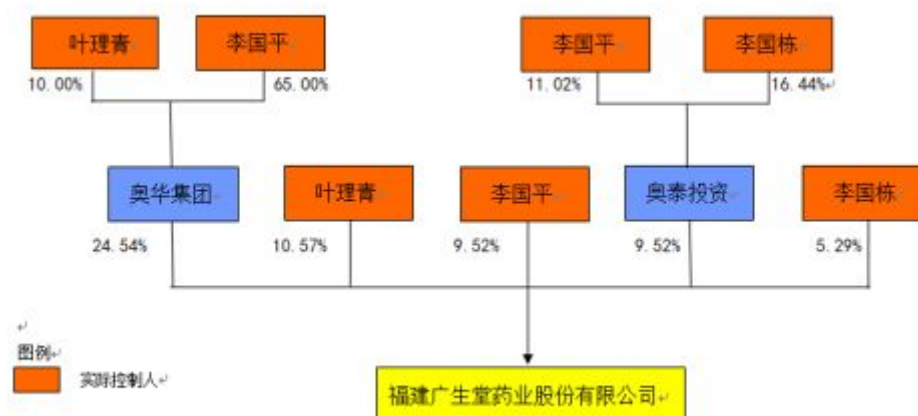 叶理青
李国平
李国平
李国栋
10.00%
65.00%
11.02%
16.44%
奥华集团
叶理青
李国平
奥泰投资
李国栋
24.54%
10.57%
9.52%
9.52%
5.29%
图例
实际控制人
福建广生堂药业股份有限公司